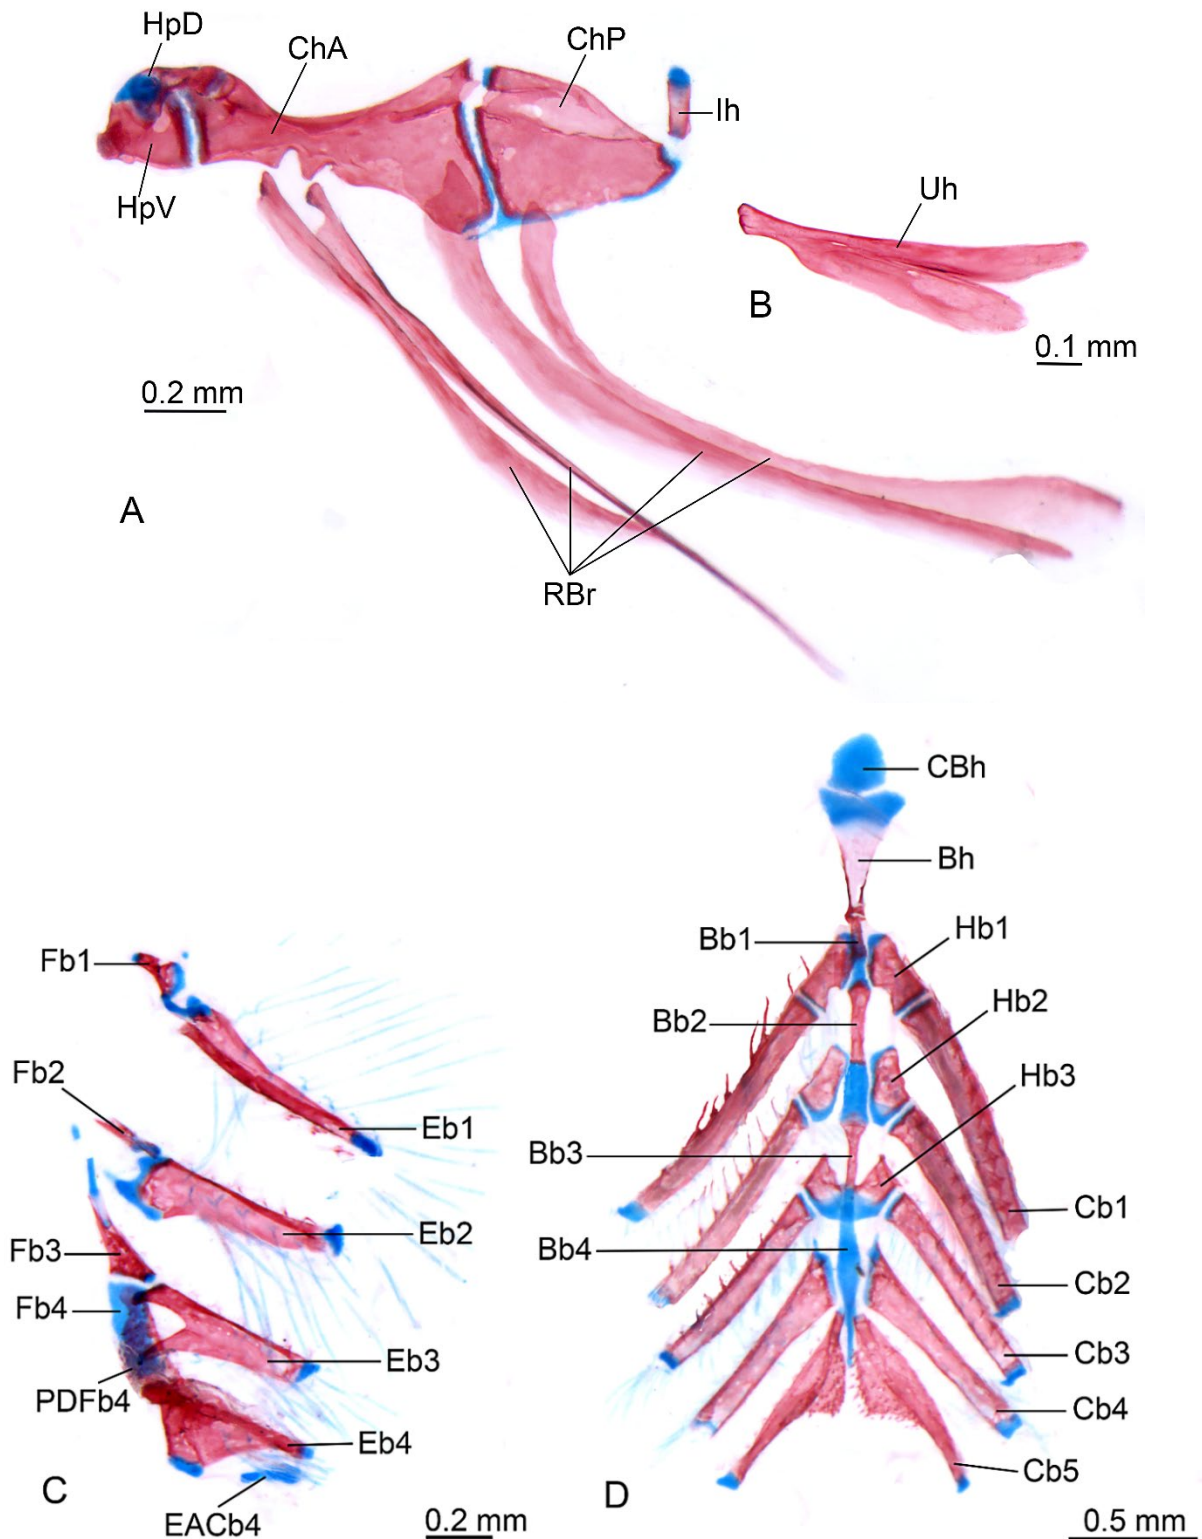 HpD
ChA
ChP
Ih
HpV
Uh
B
0.1 mm
0.2 mm
A
RBr
CBh
Bh
Fb1
Bb1
Hb1
Bb2
Hb2
Fb2
Hb3
Eb1
Bb3
Eb2
Cb1
Fb3
Bb4
Cb2
Fb4
Eb3
Cb3
PDFb4
Cb4
Eb4
Cb5
C
D
EACb4
0.2 mm
0.5 mm